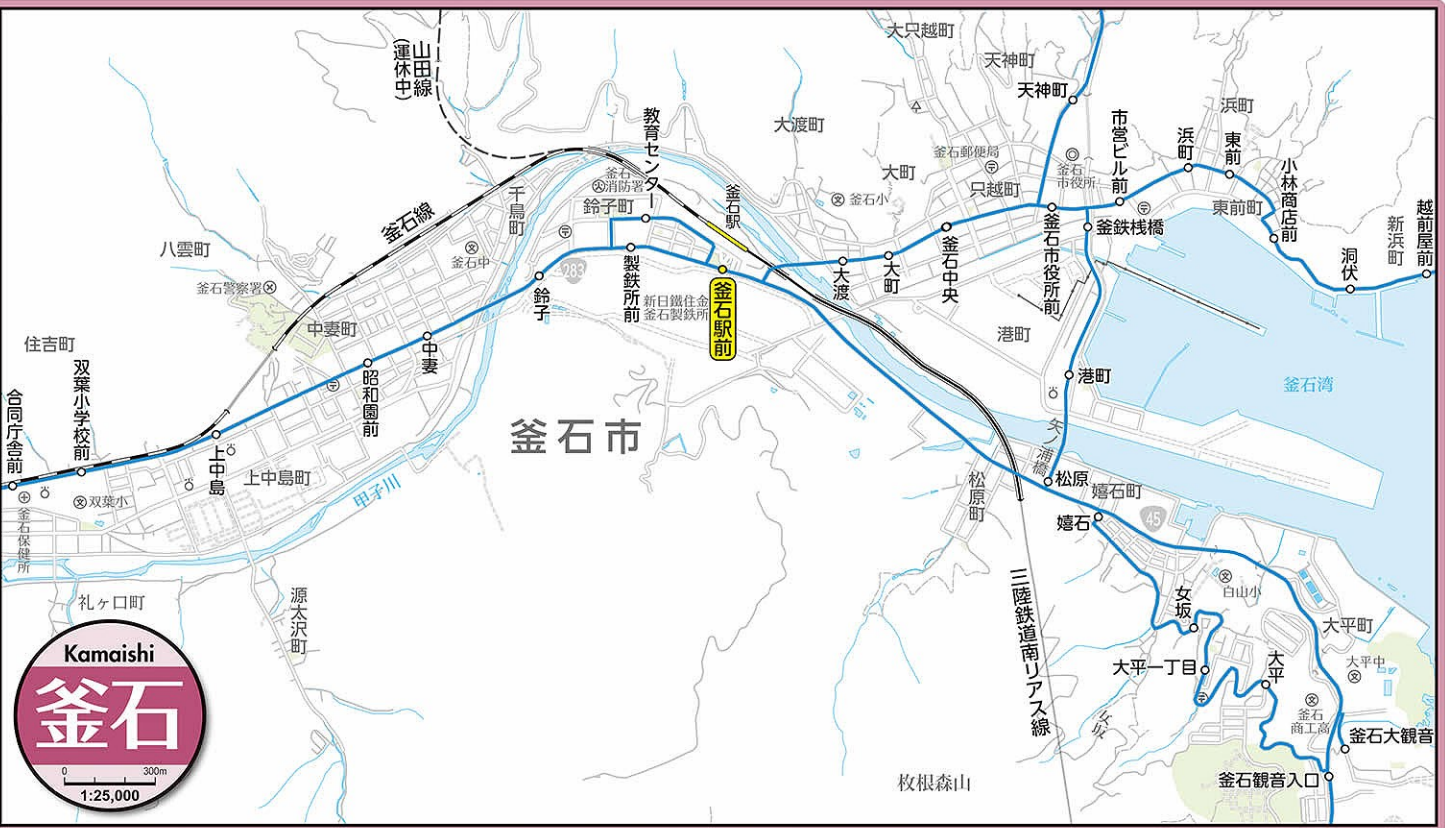 山田線
(運休中)
大只越町
天神町
天神町
浜町
教育センター
大渡町
市営ビル前
浜町
東前
小林商店前
釜石郵便局
釜石
市役所
大町
只越町
釜石小
釜石
消防署
鈴子町
釜石駅
千鳥町
釜石線
八雲町
釜石中
釜石警察署
東前町
越前屋前
新浜町
釜鉄桟橋
洞伏
釜石市役所前
釜石中央
大町
大渡
283
製鉄所前
鈴子
新日鐵住金
釜石製鉄所
釜石駅前
中妻町
住吉町
中妻
昭和園前
双葉小学校前
合同庁舎前
上中島
上中島町
双葉小
釜石保健所
甲子川
釜石市
港町
港町
釜石湾
矢ノ浦橋
松原
松原町
嬉石町
嬉石
45
三陸鉄道南リアス線
白山小
女坂
大平町
大平中
大平一丁目
大平
女坂
釜石
商工高
釜石大観音
釜石観音入口
枚根森山
礼ヶ口町
源太沢町
Kamaishi
釜石
0 300m
1:25,000